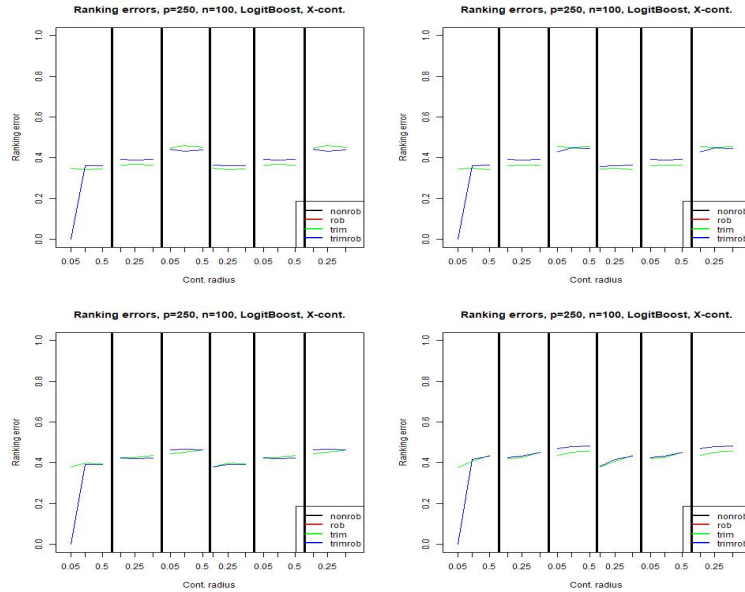 Ranking errors, p=250, n=100, LogitBoost, X-cont.
Ranking error
0.0 0.2 0.4 0.6 0.8 1.0
nonrob
rob
trim
trimrob
0.05 0.5 0.25 0.05 0.5 0.25 0.05 0.5 0.25
Cont. radius
Ranking errors, p=250, n=100, LogitBoost, X-cont.
Ranking error
0.0 0.2 0.4 0.6 0.8 1.0
nonrob
rob
trim
trimrob
0.05 0.5 0.25 0.05 0.5 0.25 0.05 0.5 0.25
Cont. radius
Ranking errors, p=250, n=100, LogitBoost, X-cont.
Ranking error
0.0 0.2 0.4 0.6 0.8 1.0
nonrob
rob
trim
trimrob
0.05 0.5 0.25 0.05 0.5 0.25 0.05 0.5 0.25
Cont. radius
Ranking errors, p=250, n=100, LogitBoost, X-cont.
Ranking error
0.0 0.2 0.4 0.6 0.8 1.0
nonrob
rob
trim
trimrob
0.05 0.5 0.25 0.05 0.5 0.25 0.05 0.5 0.25
Cont. radius